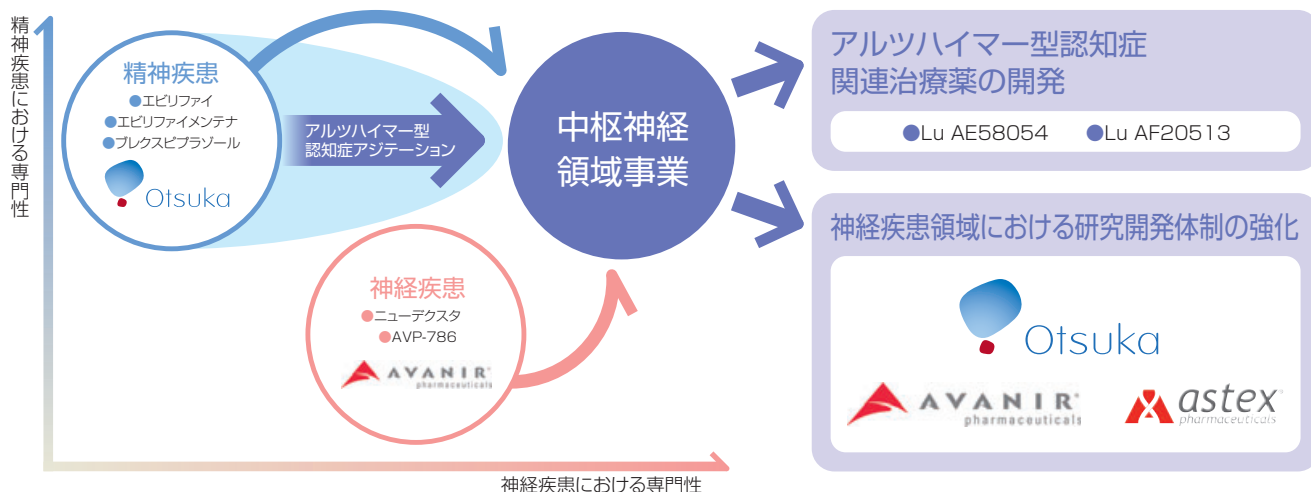 精神疾患における専門性
精神疾患
●エビリファイ
●エビリファイメンテナ
●ブレクスピプラゾール
Otsuka
アルツハイマー型
認知症アジテーション
中枢神経
領域事業
神経疾患
●ニューデクスタ
●AVP-786
AVANIR
pharmaceuticals
神経疾患における専門性
アルツハイマー型認知症
関連治療薬の開発
●Lu AE58054 ●Lu AF20513
神経疾患領域における研究開発体制の強化
Otsuka
AVANIR
pharmaceuticals
astex
pharmaceuticals